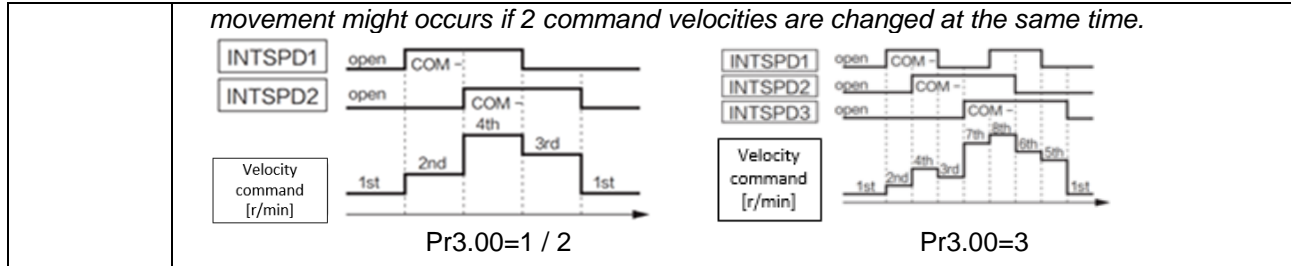 movement might occurs if 2 command velocities are changed at the same time.
INTSPD1
open
COM -
INTSPD2
open
COM -
4th
2nd
3rd
1st
1st
Velocity
command
[r/min]
Pr3.00=1 / 2
INTSPD1
open
COM -
INTSPD2
open
COM -
INTSPD3
open
COM -
7th
8th
6th
5th
4th
3rd
2nd
1st
1st
Velocity
command
[r/min]
Pr3.00=3